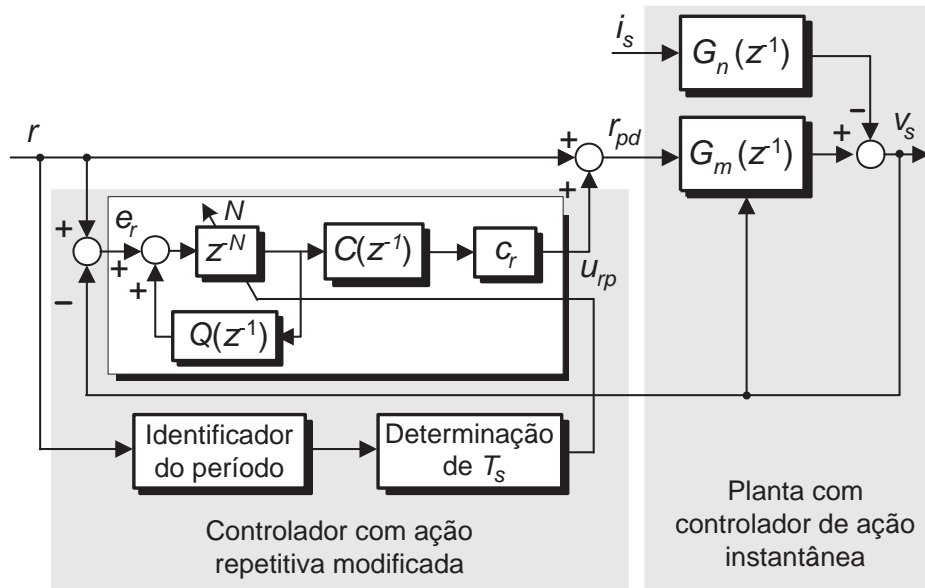 i_s
G_n(z⁻¹)
−
r
+
r_pd
+
v_s
G_m(z⁻¹)
+
N
+
e_r
z⁻ᴺ
C(z⁻¹)
c_r
+
u_rp
−
+
Q(z⁻¹)
Identificador
do período
Determinação
de T_s
Planta com
controlador de ação
instantânea
Controlador com ação
repetitiva modificada